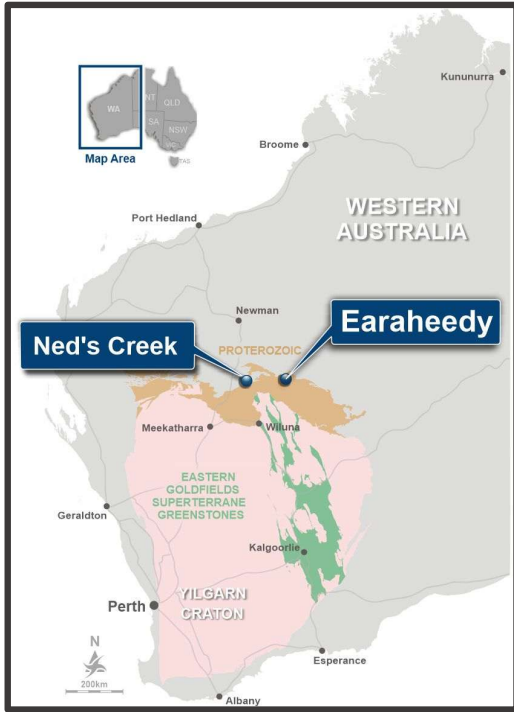 Kununurra
WA
NT
QLD
SA
NSW
VIC
TAS
Map Area
Broome
WESTERN
AUSTRALIA
Port Hedland
Newman
Earaheedy
Ned's Creek
PROTEROZOIC
Meekatharra
Wiluna
EASTERN
GOLDFIELDS
SUPERTERRANE
GREENSTONES
Geraldton
Kalgoorlie
YILGARN
CRATON
Perth
N
200km
Esperance
Albany